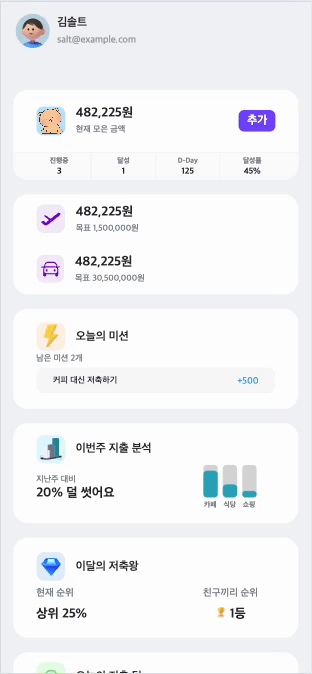 김솔트
salt@example.com
482,225원
현재 모은 금액
추가
진행중 달성 D-Day 달성률
3 1 125 45%
482,225원
목표 1,500,000원
482,225원
목표 30,500,000원
오늘의 미션
남은 미션 2개
커피 대신 저축하기 +500
이번주 지출 분석
지난주 대비
20% 덜 썼어요
카페 식당 쇼핑
이달의 저축왕
현재 순위 친구끼리 순위
상위 25% 1등